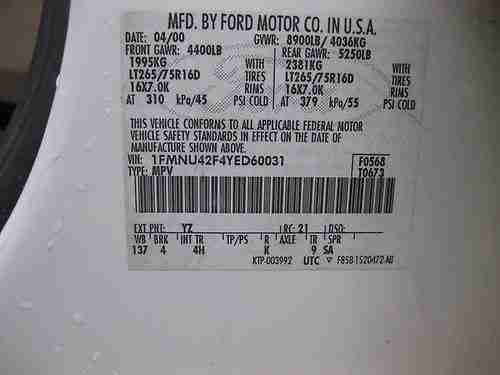 MFD. BY FORD MOTOR CO. IN U.S.A.
DATE: 04/00 GVWR: 8900LB/ 4036KG
FRONT GAWR: 4400LB REAR GAWR: 5250LB
1995KG WITH 2381KG WITH
LT265/75R16D TIRES LT265/75R16D TIRES
16X7.0K RIMS 16X7.0K RIMS
AT 310 kPa/45 PSI COLD AT 379 kPa/55 PSI COLD
THIS VEHICLE CONFORMS TO ALL APPLICABLE FEDERAL MOTOR
VEHICLE SAFETY STANDARDS IN EFFECT ON THE DATE OF
MANUFACTURE SHOWN ABOVE.
VIN: 1FMNU42F4YED60031 F0568
TYPE: MPV T0673
EXT PNT: YZ RC: 21 DSO:
WB BRK INT TR TP/PS R AXLE TR SPR
137 4 4H K 9 SA
KTP-003992 UTC ▽ F85B-1520472-AB